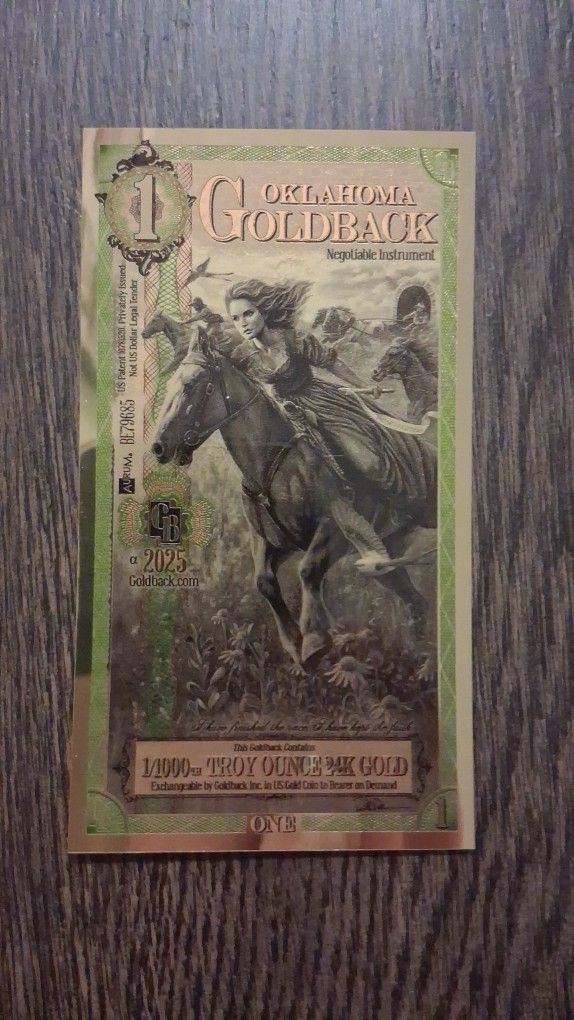 1
OKLAHOMA
GOLDBACK
Negotiable Instrument
US Patent 10782120. Privately Issued
Not US Dollar Legal Tender
AURUM. BE79685
GB
α 2025
Goldback.com
I have finished the race, I have kept the faith
This Goldback Contains
1/1000TH TROY OUNCE 24K GOLD
Exchangeable by Goldback Inc. in US Gold Coin to Bearer on Demand
ONE
1